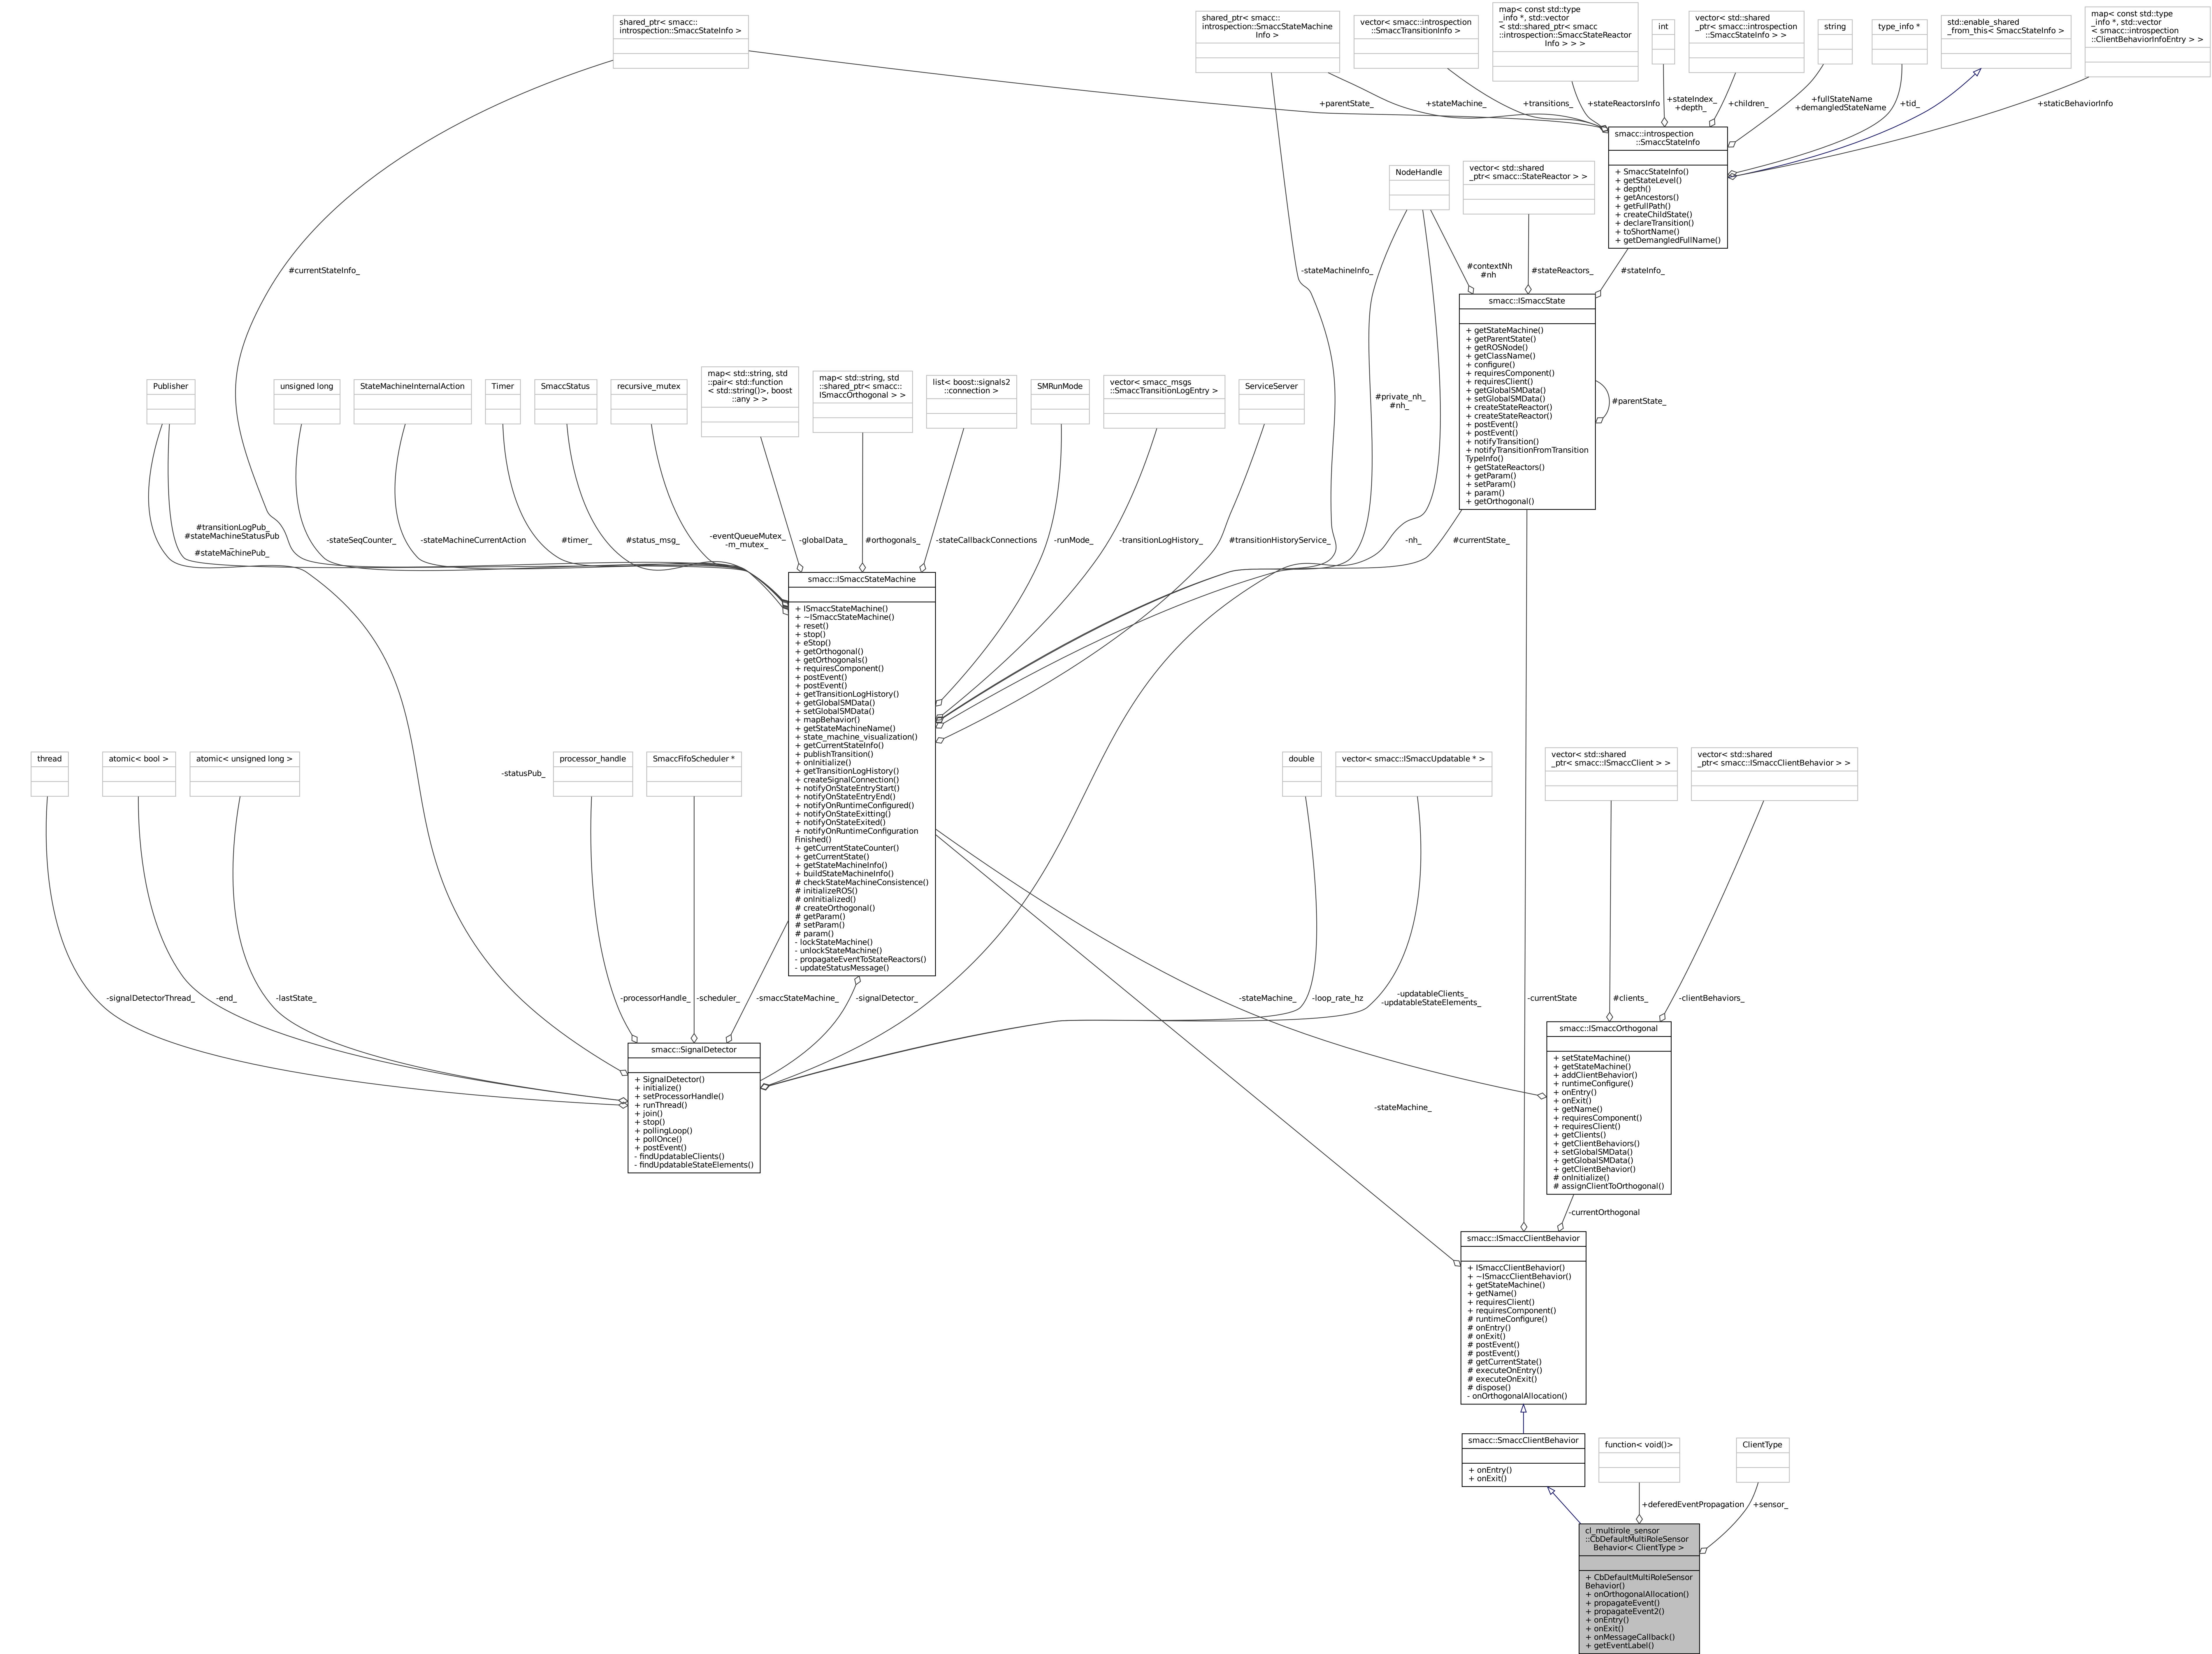 shared_ptr< smacc::
introspection::SmaccStateInfo >
shared_ptr< smacc::
introspection::SmaccStateMachine
Info >
vector< smacc::introspection
::SmaccTransitionInfo >
map< const std::type
_info *, std::vector
< std::shared_ptr< smacc
::introspection::SmaccStateReactor
Info > > >
int
vector< std::shared
_ptr< smacc::introspection
::SmaccStateInfo > >
string
type_info *
std::enable_shared
_from_this< SmaccStateInfo >
map< const std::type
_info *, std::vector
< smacc::introspection
::ClientBehaviorInfoEntry > >
+parentState_
+stateMachine_
+transitions_
+stateReactorsInfo
+stateIndex_
+depth_
+children_
+fullStateName
+demangledStateName
+tid_
+staticBehaviorInfo
smacc::introspection
::SmaccStateInfo
+ SmaccStateInfo()
+ getStateLevel()
+ depth()
+ getAncestors()
+ getFullPath()
+ createChildState()
+ declareTransition()
+ toShortName()
+ getDemangledFullName()
NodeHandle
vector< std::shared
_ptr< smacc::StateReactor > >
#currentStateInfo_
-stateMachineInfo_
#contextNh
#nh
#stateReactors_
#stateInfo_
smacc::ISmaccState
+ getStateMachine()
+ getParentState()
+ getROSNode()
+ getClassName()
+ configure()
+ requiresComponent()
+ requiresClient()
+ getGlobalSMData()
+ setGlobalSMData()
+ createStateReactor()
+ createStateReactor()
+ postEvent()
+ postEvent()
+ notifyTransition()
+ notifyTransitionFromTransition
TypeInfo()
+ getStateReactors()
+ getParam()
+ setParam()
+ param()
+ getOrthogonal()
#parentState_
#private_nh_
#nh_
Publisher
unsigned long
StateMachineInternalAction
Timer
SmaccStatus
recursive_mutex
map< std::string, std
::pair< std::function
< std::string()>, boost
::any > >
map< std::string, std
::shared_ptr< smacc::
ISmaccOrthogonal > >
list< boost::signals2
::connection >
SMRunMode
vector< smacc_msgs
::SmaccTransitionLogEntry >
ServiceServer
#transitionLogPub_
#stateMachineStatusPub
_
#stateMachinePub_
-stateSeqCounter_
-stateMachineCurrentAction
#timer_
#status_msg_
-eventQueueMutex_
-m_mutex_
-globalData_
#orthogonals_
-stateCallbackConnections
-runMode_
-transitionLogHistory_
#transitionHistoryService_
-nh_
#currentState_
smacc::ISmaccStateMachine
+ ISmaccStateMachine()
+ ~ISmaccStateMachine()
+ reset()
+ stop()
+ eStop()
+ getOrthogonal()
+ getOrthogonals()
+ requiresComponent()
+ postEvent()
+ postEvent()
+ getTransitionLogHistory()
+ getGlobalSMData()
+ setGlobalSMData()
+ mapBehavior()
+ getStateMachineName()
+ state_machine_visualization()
+ getCurrentStateInfo()
+ publishTransition()
+ onInitialize()
+ getTransitionLogHistory()
+ createSignalConnection()
+ notifyOnStateEntryStart()
+ notifyOnStateEntryEnd()
+ notifyOnRuntimeConfigured()
+ notifyOnStateExitting()
+ notifyOnStateExited()
+ notifyOnRuntimeConfiguration
Finished()
+ getCurrentStateCounter()
+ getCurrentState()
+ getStateMachineInfo()
+ buildStateMachineInfo()
# checkStateMachineConsistence()
# initializeROS()
# onInitialized()
# createOrthogonal()
# getParam()
# setParam()
# param()
- lockStateMachine()
- unlockStateMachine()
- propagateEventToStateReactors()
- updateStatusMessage()
thread
atomic< bool >
atomic< unsigned long >
-statusPub_
processor_handle
SmaccFifoScheduler *
double
vector< smacc::ISmaccUpdatable * >
vector< std::shared
_ptr< smacc::ISmaccClient > >
vector< std::shared
_ptr< smacc::ISmaccClientBehavior > >
-signalDetectorThread_
-end_
-lastState_
-processorHandle_
-scheduler_
-smaccStateMachine_
-signalDetector_
-stateMachine_
-loop_rate_hz
-updatableClients_
-updatableStateElements_
-currentState
#clients_
-clientBehaviors_
smacc::SignalDetector
+ SignalDetector()
+ initialize()
+ setProcessorHandle()
+ runThread()
+ join()
+ stop()
+ pollingLoop()
+ pollOnce()
+ postEvent()
- findUpdatableClients()
- findUpdatableStateElements()
smacc::ISmaccOrthogonal
+ setStateMachine()
+ getStateMachine()
+ addClientBehavior()
+ runtimeConfigure()
+ onEntry()
+ onExit()
+ getName()
+ requiresComponent()
+ requiresClient()
+ getClients()
+ getClientBehaviors()
+ setGlobalSMData()
+ getGlobalSMData()
+ getClientBehavior()
# onInitialize()
# assignClientToOrthogonal()
-stateMachine_
-currentOrthogonal
smacc::ISmaccClientBehavior
+ ISmaccClientBehavior()
+ ~ISmaccClientBehavior()
+ getStateMachine()
+ getName()
+ requiresClient()
+ requiresComponent()
# runtimeConfigure()
# onEntry()
# onExit()
# postEvent()
# postEvent()
# getCurrentState()
# executeOnEntry()
# executeOnExit()
# dispose()
- onOrthogonalAllocation()
smacc::SmaccClientBehavior
+ onEntry()
+ onExit()
function< void()>
ClientType
+deferedEventPropagation
+sensor_
cl_multirole_sensor
::CbDefaultMultiRoleSensor
Behavior< ClientType >
+ CbDefaultMultiRoleSensor
Behavior()
+ onOrthogonalAllocation()
+ propagateEvent()
+ propagateEvent2()
+ onEntry()
+ onExit()
+ onMessageCallback()
+ getEventLabel()